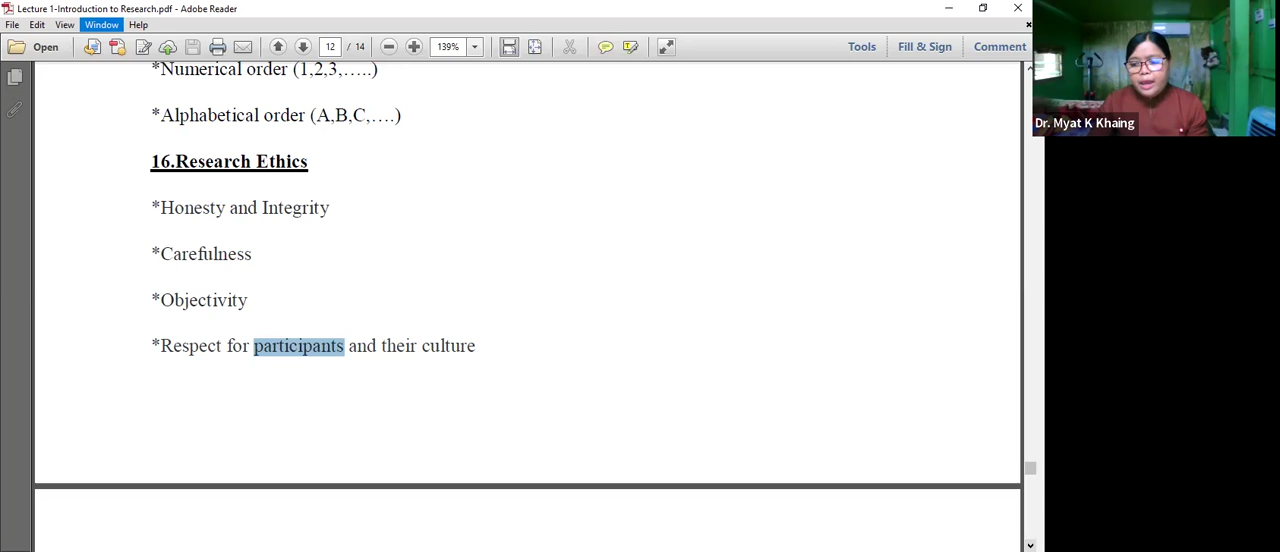 Lecture 1-Introduction to Research.pdf - Adobe Reader
File Edit View Window Help
Open 12 / 14 139% Tools Fill & Sign Comment
*Numerical order (1,2,3,…..)
*Alphabetical order (A,B,C,….)
16.Research Ethics
*Honesty and Integrity
*Carefulness
*Objectivity
*Respect for participants and their culture
Dr. Myat K Khaing